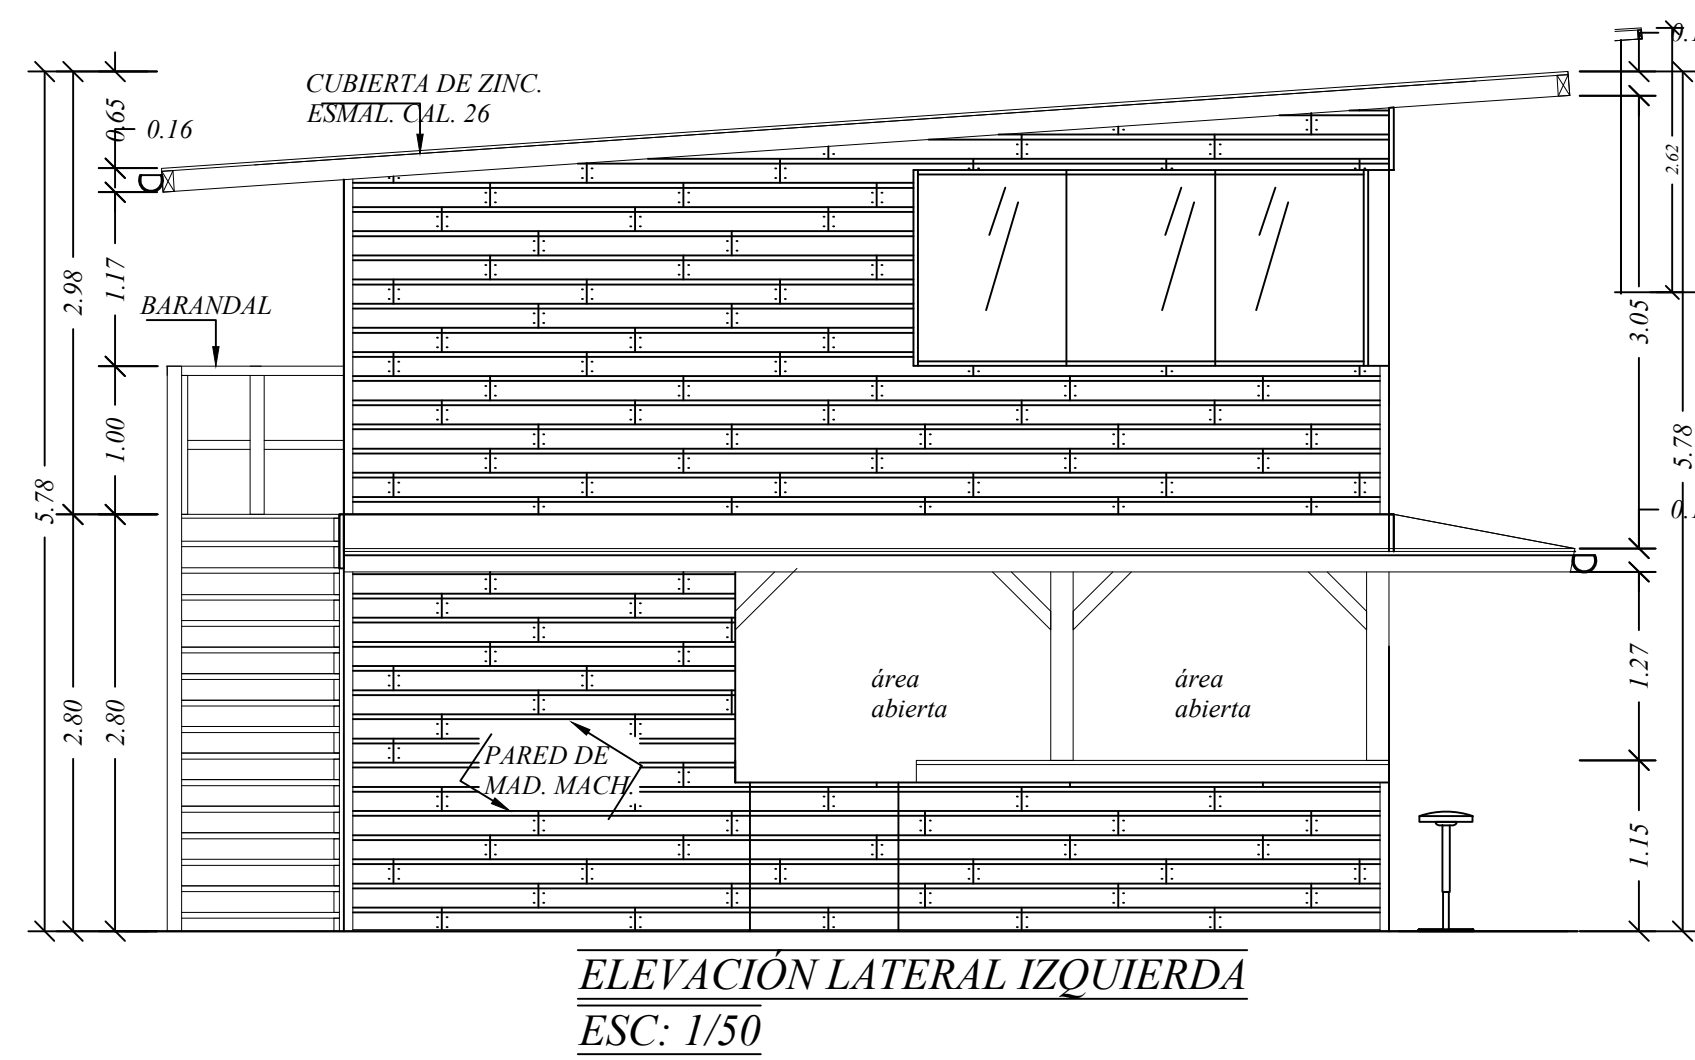 CUBIERTA DE ZINC.
ESMAL. CAL. 26
0.65
0.16
2.62
2.98
1.17
BARANDAL
3.05
1.00
5.78
5.78
área
abierta
área
abierta
1.27
2.80
2.80
PARED DE
MAD. MACH.
1.15
ELEVACIÓN LATERAL IZQUIERDA
ESC: 1/50